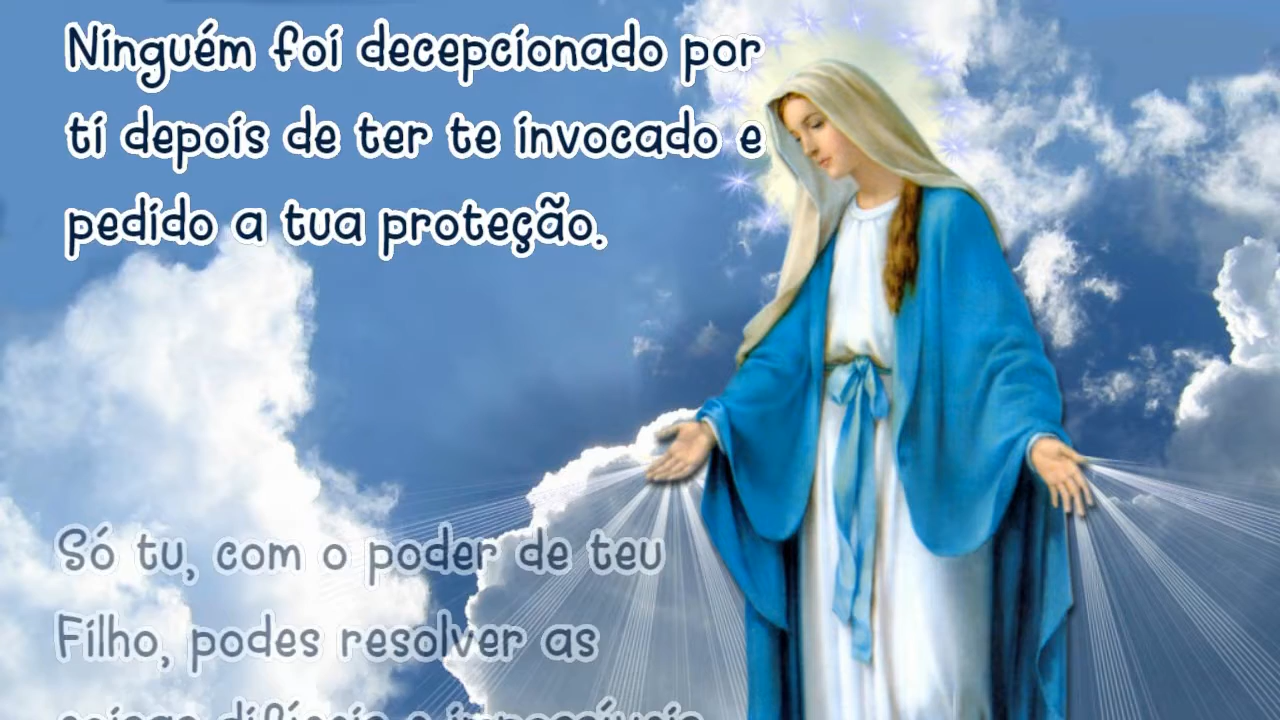 Ninguém foi decepcionado por
ti depois de ter te invocado e
pedido a tua proteção.
Só tu, com o poder de teu
Filho, podes resolver as